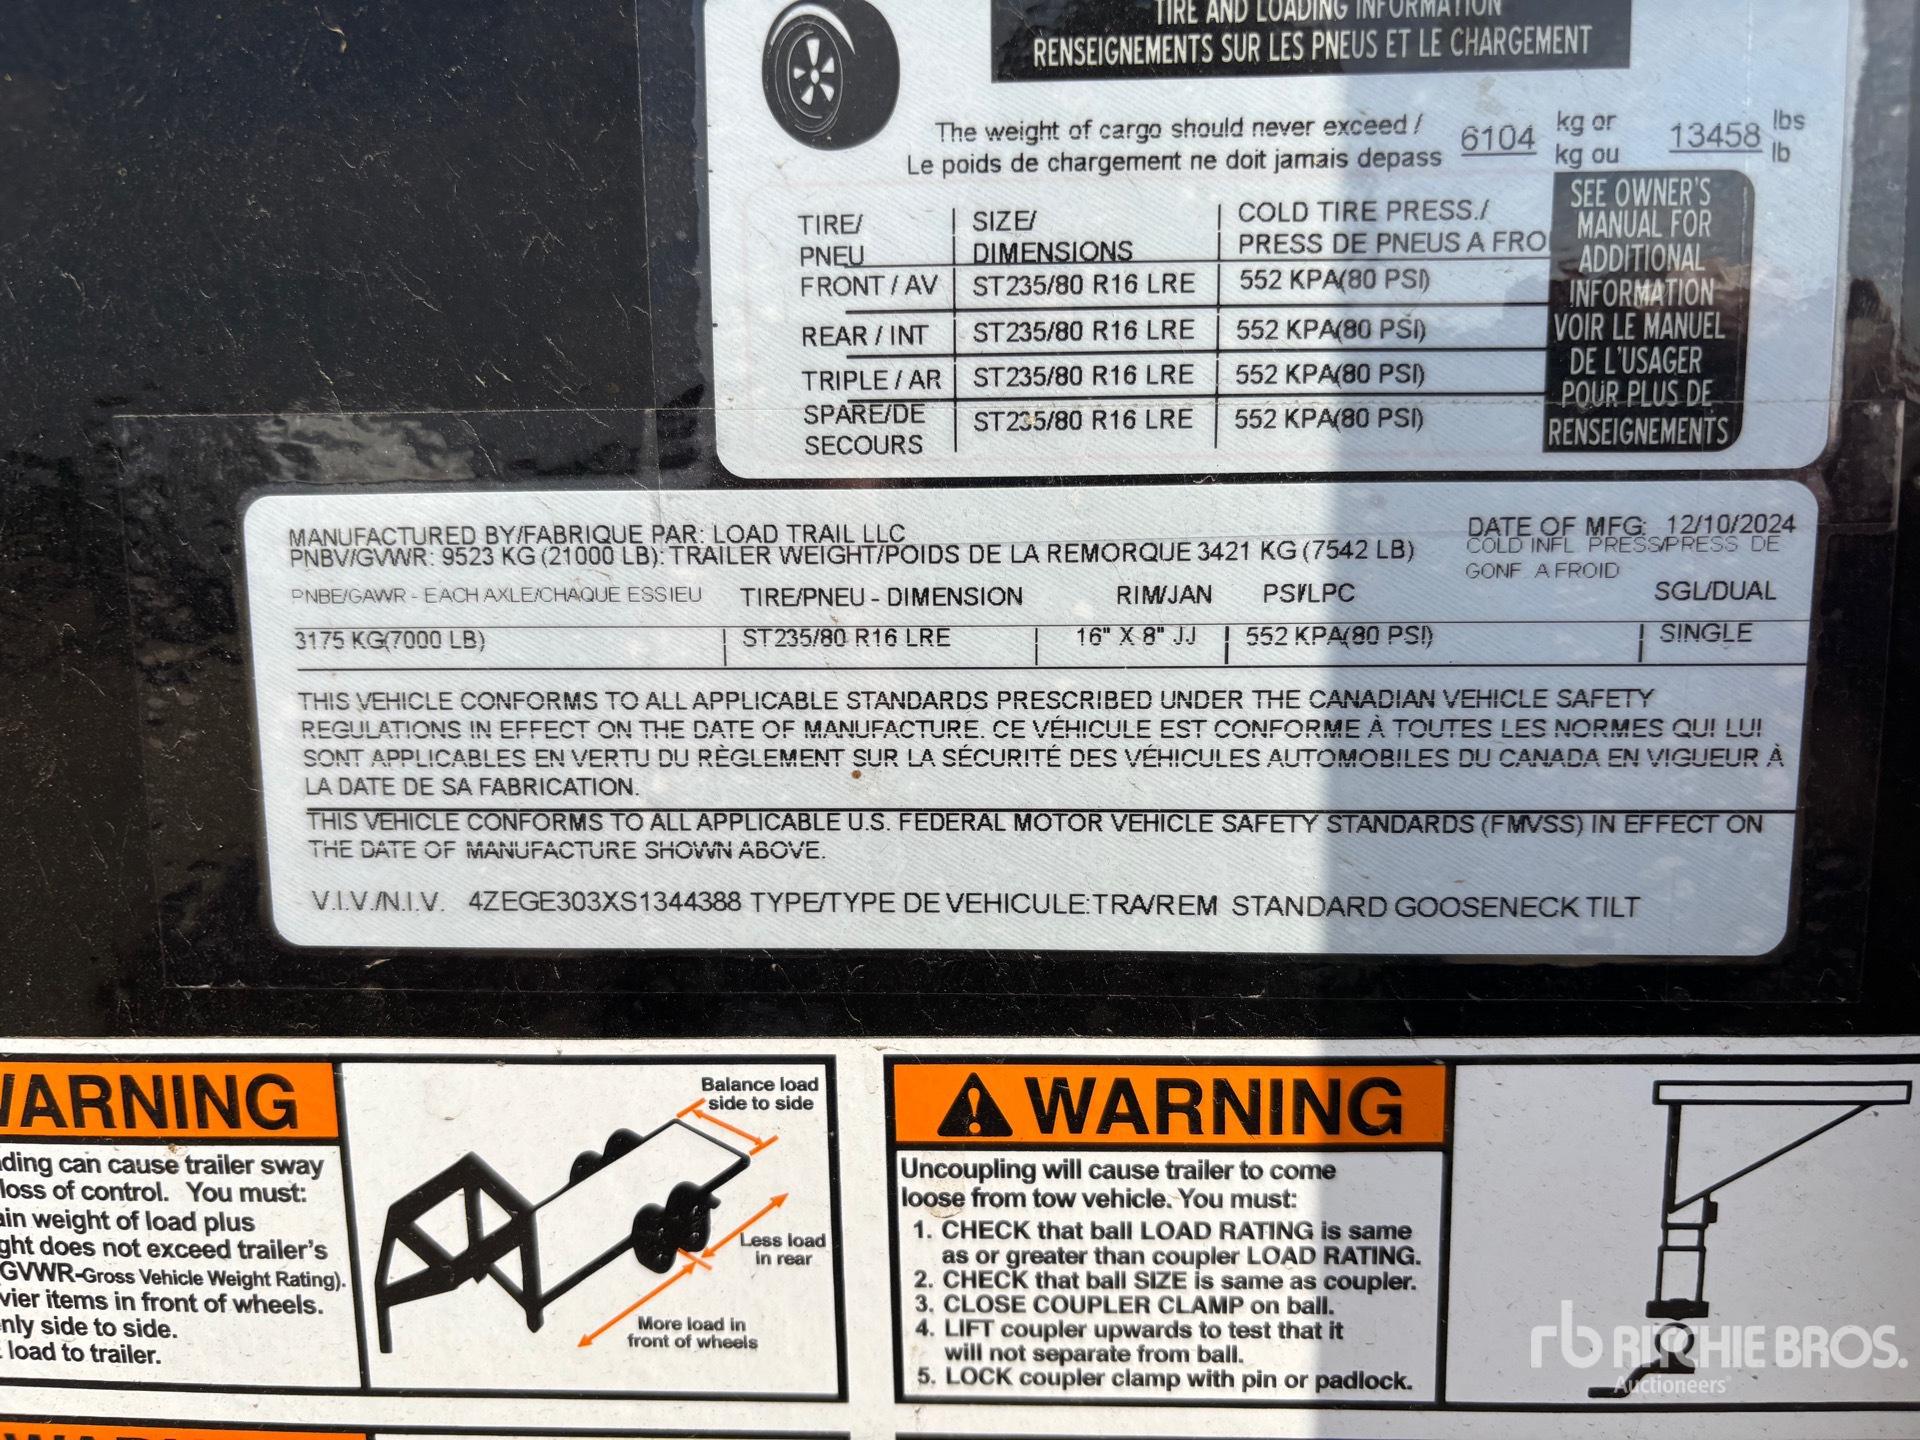 TIRE AND LOADING INFORMATION
RENSEIGNEMENTS SUR LES PNEUS ET LE CHARGEMENT
The weight of cargo should never exceed / 6104 kg or 13458 lbs
Le poids de chargement ne doit jamais depass kg ou lb
TIRE/ SIZE/ COLD TIRE PRESS./
PNEU DIMENSIONS PRESS DE PNEUS A FRO
FRONT / AV ST235/80 R16 LRE 552 KPA(80 PSI)
REAR / INT ST235/80 R16 LRE 552 KPA(80 PSI)
TRIPLE / AR ST235/80 R16 LRE 552 KPA(80 PSI)
SPARE/DE ST235/80 R16 LRE 552 KPA(80 PSI)
SECOURS
SEE OWNER'S
MANUAL FOR
ADDITIONAL
INFORMATION
VOIR LE MANUEL
DE L'USAGER
POUR PLUS DE
RENSEIGNEMENTS
MANUFACTURED BY/FABRIQUE PAR: LOAD TRAIL LLC DATE OF MFG: 12/10/2024
PNBV/GVWR: 9523 KG (21000 LB): TRAILER WEIGHT/POIDS DE LA REMORQUE 3421 KG (7542 LB) COLD INFL PRESS/PRESS DE
GONF A FROID
PNBE/GAWR - EACH AXLE/CHAQUE ESSIEU TIRE/PNEU - DIMENSION RIM/JAN PSI/LPC SGL/DUAL
3175 KG(7000 LB) ST235/80 R16 LRE 16" X 8" JJ 552 KPA(80 PSI) SINGLE
THIS VEHICLE CONFORMS TO ALL APPLICABLE STANDARDS PRESCRIBED UNDER THE CANADIAN VEHICLE SAFETY
REGULATIONS IN EFFECT ON THE DATE OF MANUFACTURE. CE VÉHICULE EST CONFORME À TOUTES LES NORMES QUI LUI
SONT APPLICABLES EN VERTU DU RÈGLEMENT SUR LA SÉCURITÉ DES VÉHICULES AUTOMOBILES DU CANADA EN VIGUEUR À
LA DATE DE SA FABRICATION.
THIS VEHICLE CONFORMS TO ALL APPLICABLE U.S. FEDERAL MOTOR VEHICLE SAFETY STANDARDS (FMVSS) IN EFFECT ON
THE DATE OF MANUFACTURE SHOWN ABOVE.
V.I.V./N.I.V. 4ZEGE303XS1344388 TYPE/TYPE DE VEHICULE:TRA/REM STANDARD GOOSENECK TILT
WARNING
ding can cause trailer sway
loss of control. You must:
ain weight of load plus
ght does not exceed trailer's
(GVWR-Gross Vehicle Weight Rating).
vier items in front of wheels.
nly side to side.
load to trailer.
Balance load
side to side
Less load
in rear
More load in
front of wheels
WARNING
Uncoupling will cause trailer to come
loose from tow vehicle. You must:
1. CHECK that ball LOAD RATING is same
as or greater than coupler LOAD RATING.
2. CHECK that ball SIZE is same as coupler.
3. CLOSE COUPLER CLAMP on ball.
4. LIFT coupler upwards to test that it
will not separate from ball.
5. LOCK coupler clamp with pin or padlock.
rb RITCHIE BROS.
Auctioneers